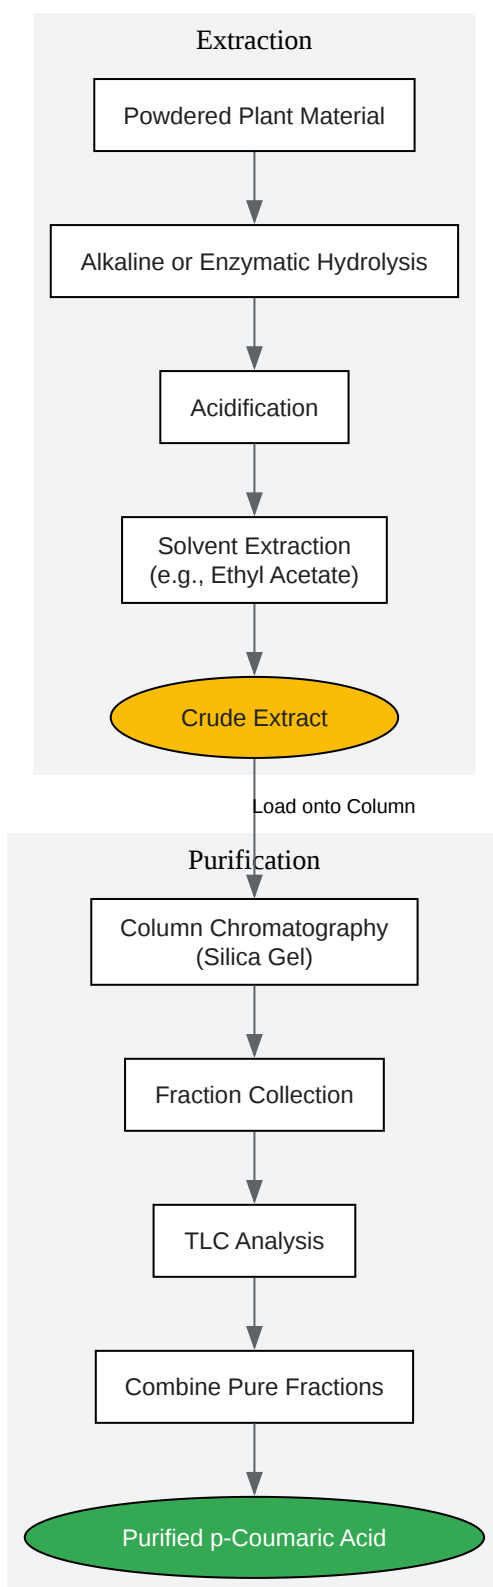 Extraction
Powdered Plant Material
Alkaline or Enzymatic Hydrolysis
Acidification
Solvent Extraction
(e.g., Ethyl Acetate)
Crude Extract
Load onto Column
Purification
Column Chromatography
(Silica Gel)
Fraction Collection
TLC Analysis
Combine Pure Fractions
Purified p-Coumaric Acid